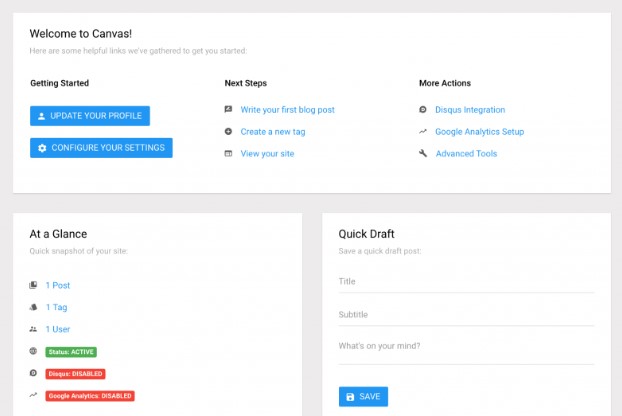 Welcome to Canvas!
Here are some helpful links we've gathered to get you started:
Getting Started
UPDATE YOUR PROFILE
CONFIGURE YOUR SETTINGS
Next Steps
Write your first blog post
Create a new tag
View your site
More Actions
Disqus Integration
Google Analytics Setup
Advanced Tools
At a Glance
Quick snapshot of your site:
1 Post
1 Tag
1 User
Status: ACTIVE
Disqus: DISABLED
Google Analytics: DISABLED
Quick Draft
Save a quick draft post:
Title
Subtitle
What's on your mind?
SAVE